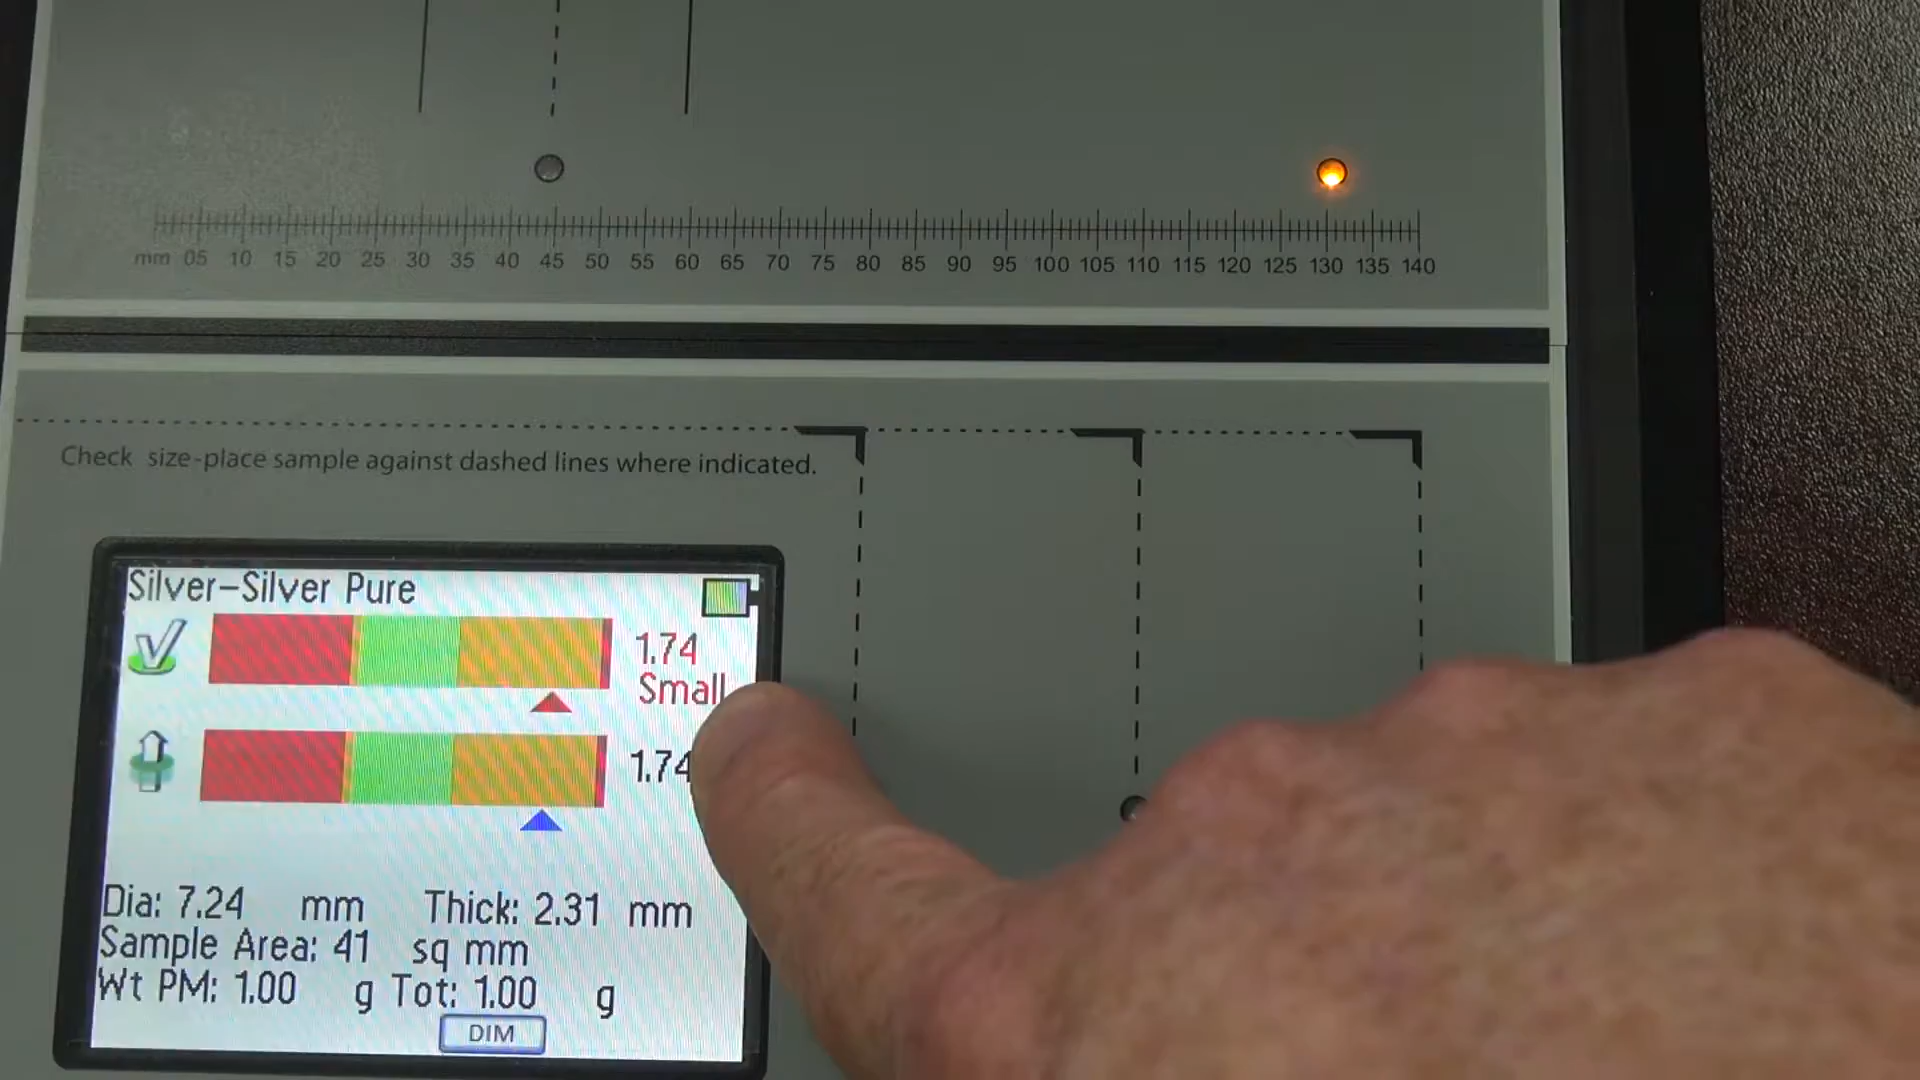 mm 05 10 15 20 25 30 35 40 45 50 55 60 65 70 75 80 85 90 95 100 105 110 115 120 125 130 135 140
Check size-place sample against dashed lines where indicated.
Silver-Silver Pure
1.74
Small
1.74
Dia: 7.24 mm Thick: 2.31 mm
Sample Area: 41 sq mm
Wt PM: 1.00 g Tot: 1.00 g
DIM